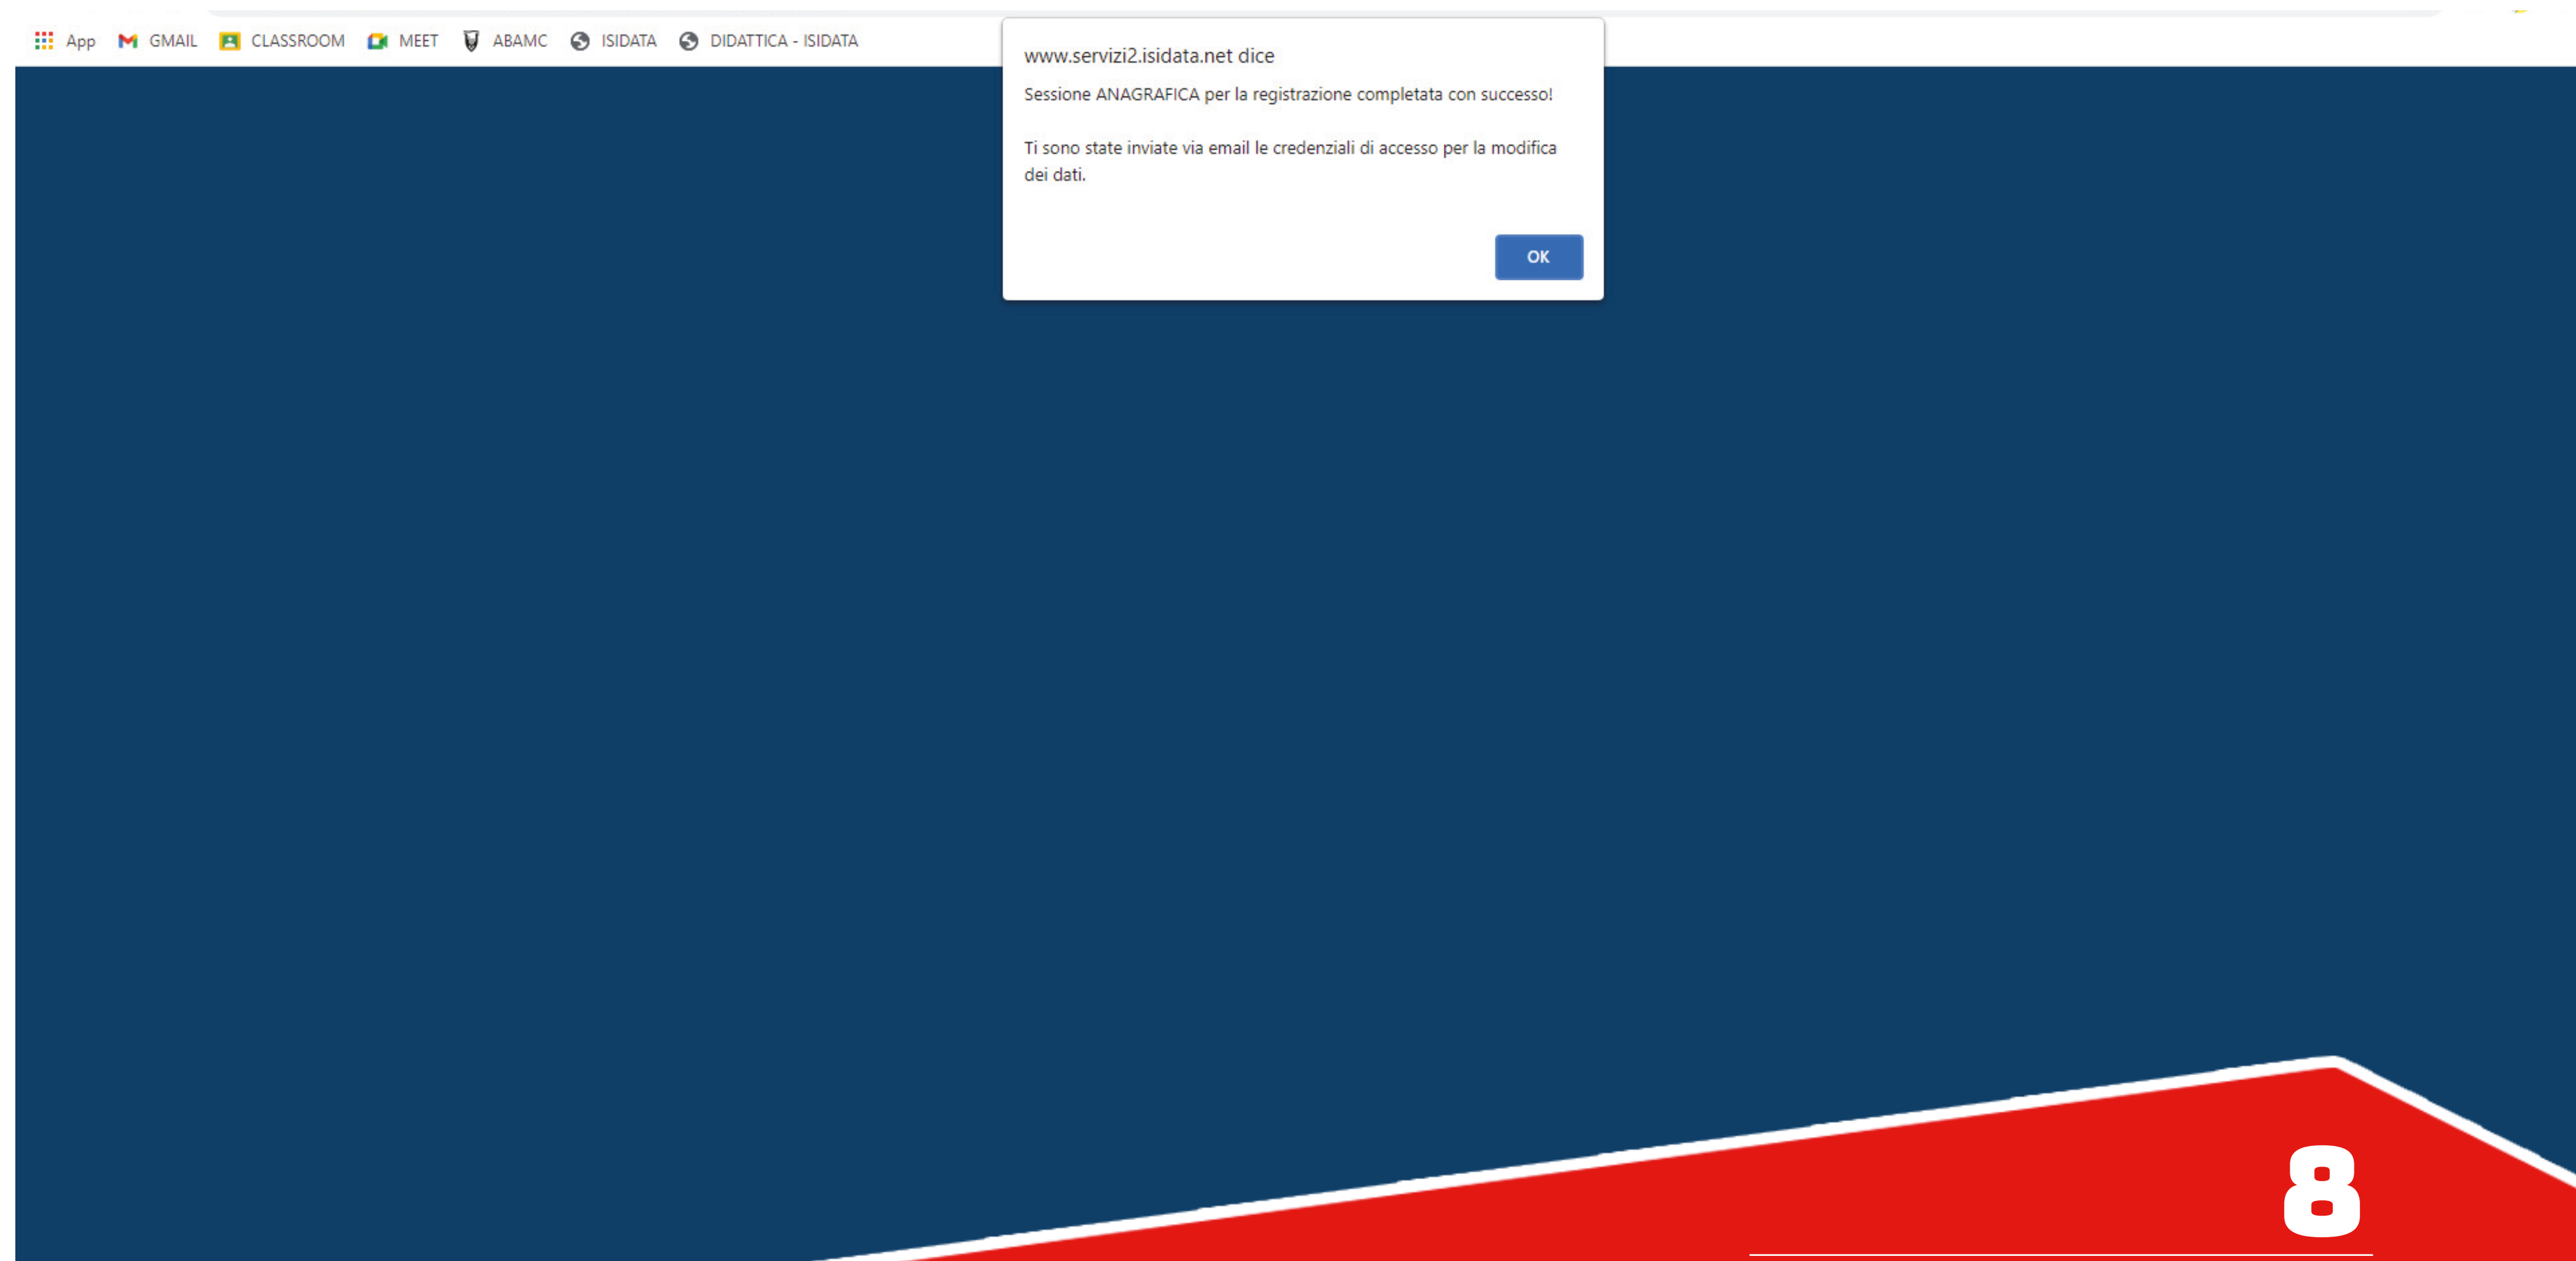 App GMAIL CLASSROOM MEET ABAMC ISIDATA DIDATTICA - ISIDATA
www.servizi2.isidata.net dice
Sessione ANAGRAFICA per la registrazione completata con successo!
Ti sono state inviate via email le credenziali di accesso per la modifica
dei dati.
OK
8